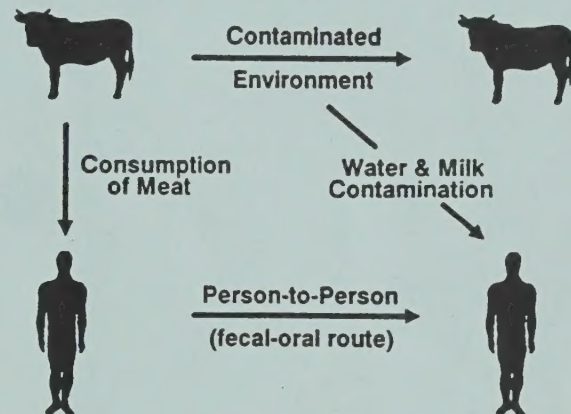 Contaminated
Environment
Consumption
of Meat
Water & Milk
Contamination
Person-to-Person
(fecal-oral route)